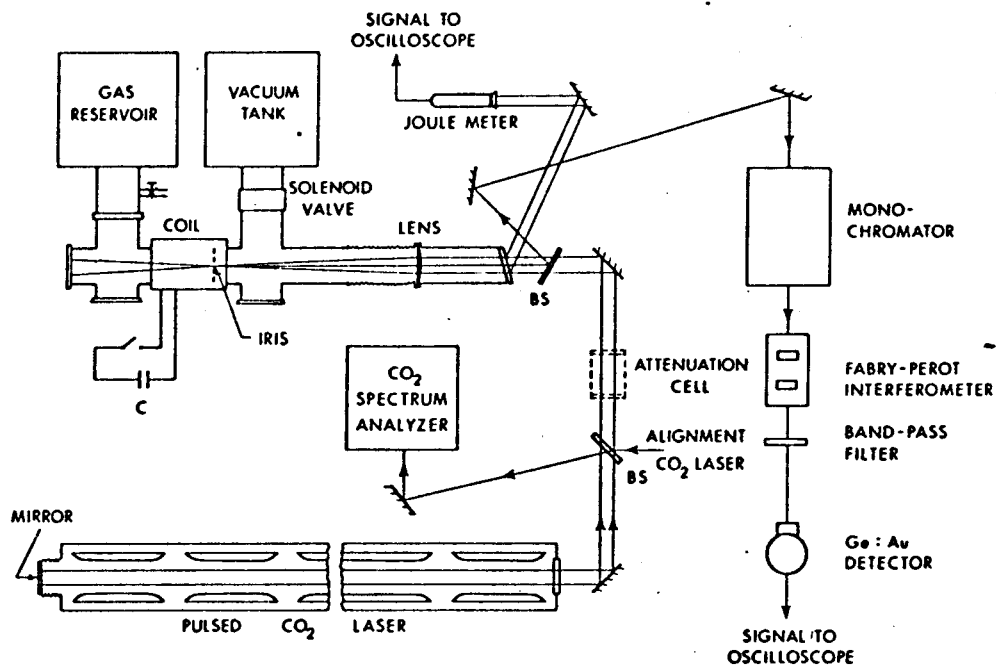 SIGNAL TO
OSCILLOSCOPE
GAS
RESERVOIR
VACUUM
TANK
JOULE METER
SOLENOID
VALVE
COIL
LENS
MONO-
CHROMATOR
BS
IRIS
C
CO₂
SPECTRUM
ANALYZER
ATTENUATION
CELL
FABRY-PEROT
INTERFEROMETER
ALIGNMENT
CO₂ LASER
BS
BAND-PASS
FILTER
MIRROR
Ge: Au
DETECTOR
PULSED CO₂ LASER
SIGNAL TO
OSCILLOSCOPE